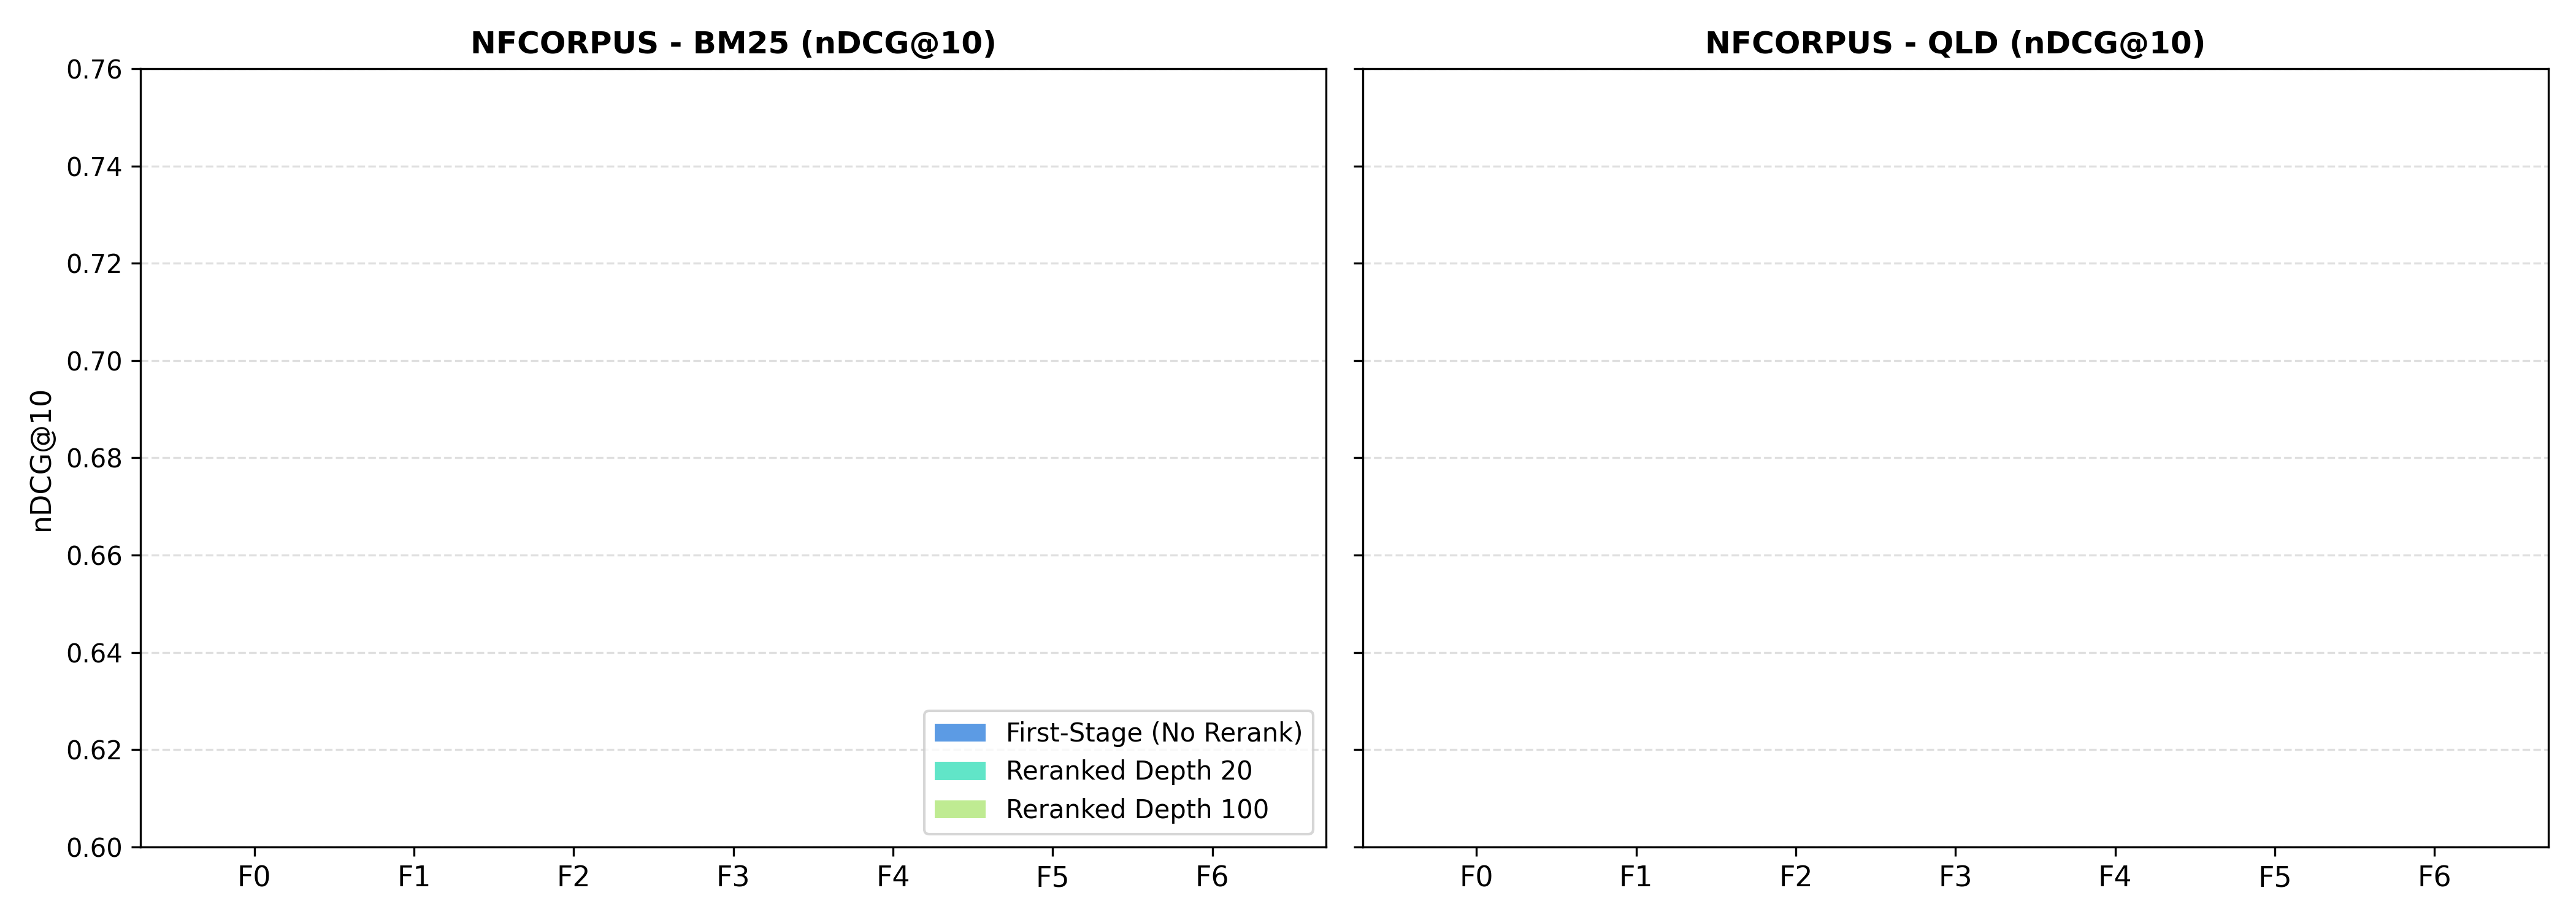 NFCORPUS - BM25 (nDCG@10)
nDCG@10
0.76
0.74
0.72
0.70
0.68
0.66
0.64
0.62
0.60
F0 F1 F2 F3 F4 F5 F6
First-Stage (No Rerank)
Reranked Depth 20
Reranked Depth 100
NFCORPUS - QLD (nDCG@10)
F0 F1 F2 F3 F4 F5 F6